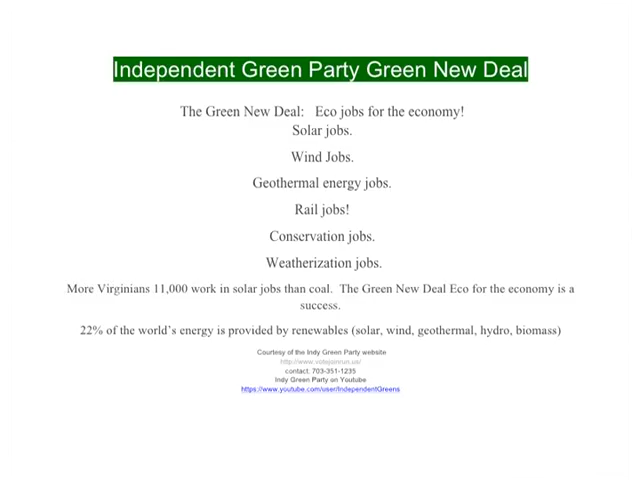 Independent Green Party Green New Deal
The Green New Deal:   Eco jobs for the economy!
Solar jobs.
Wind Jobs.
Geothermal energy jobs.
Rail jobs!
Conservation jobs.
Weatherization jobs.
More Virginians 11,000 work in solar jobs than coal.  The Green New Deal Eco for the economy is a
success.
22% of the world's energy is provided by renewables (solar, wind, geothermal, hydro, biomass)
Courtesy of the Indy Green Party website
http://www.votejoinrun.us/
contact: 703-351-1235
Indy Green Party on Youtube
https://www.youtube.com/user/IndependentGreens